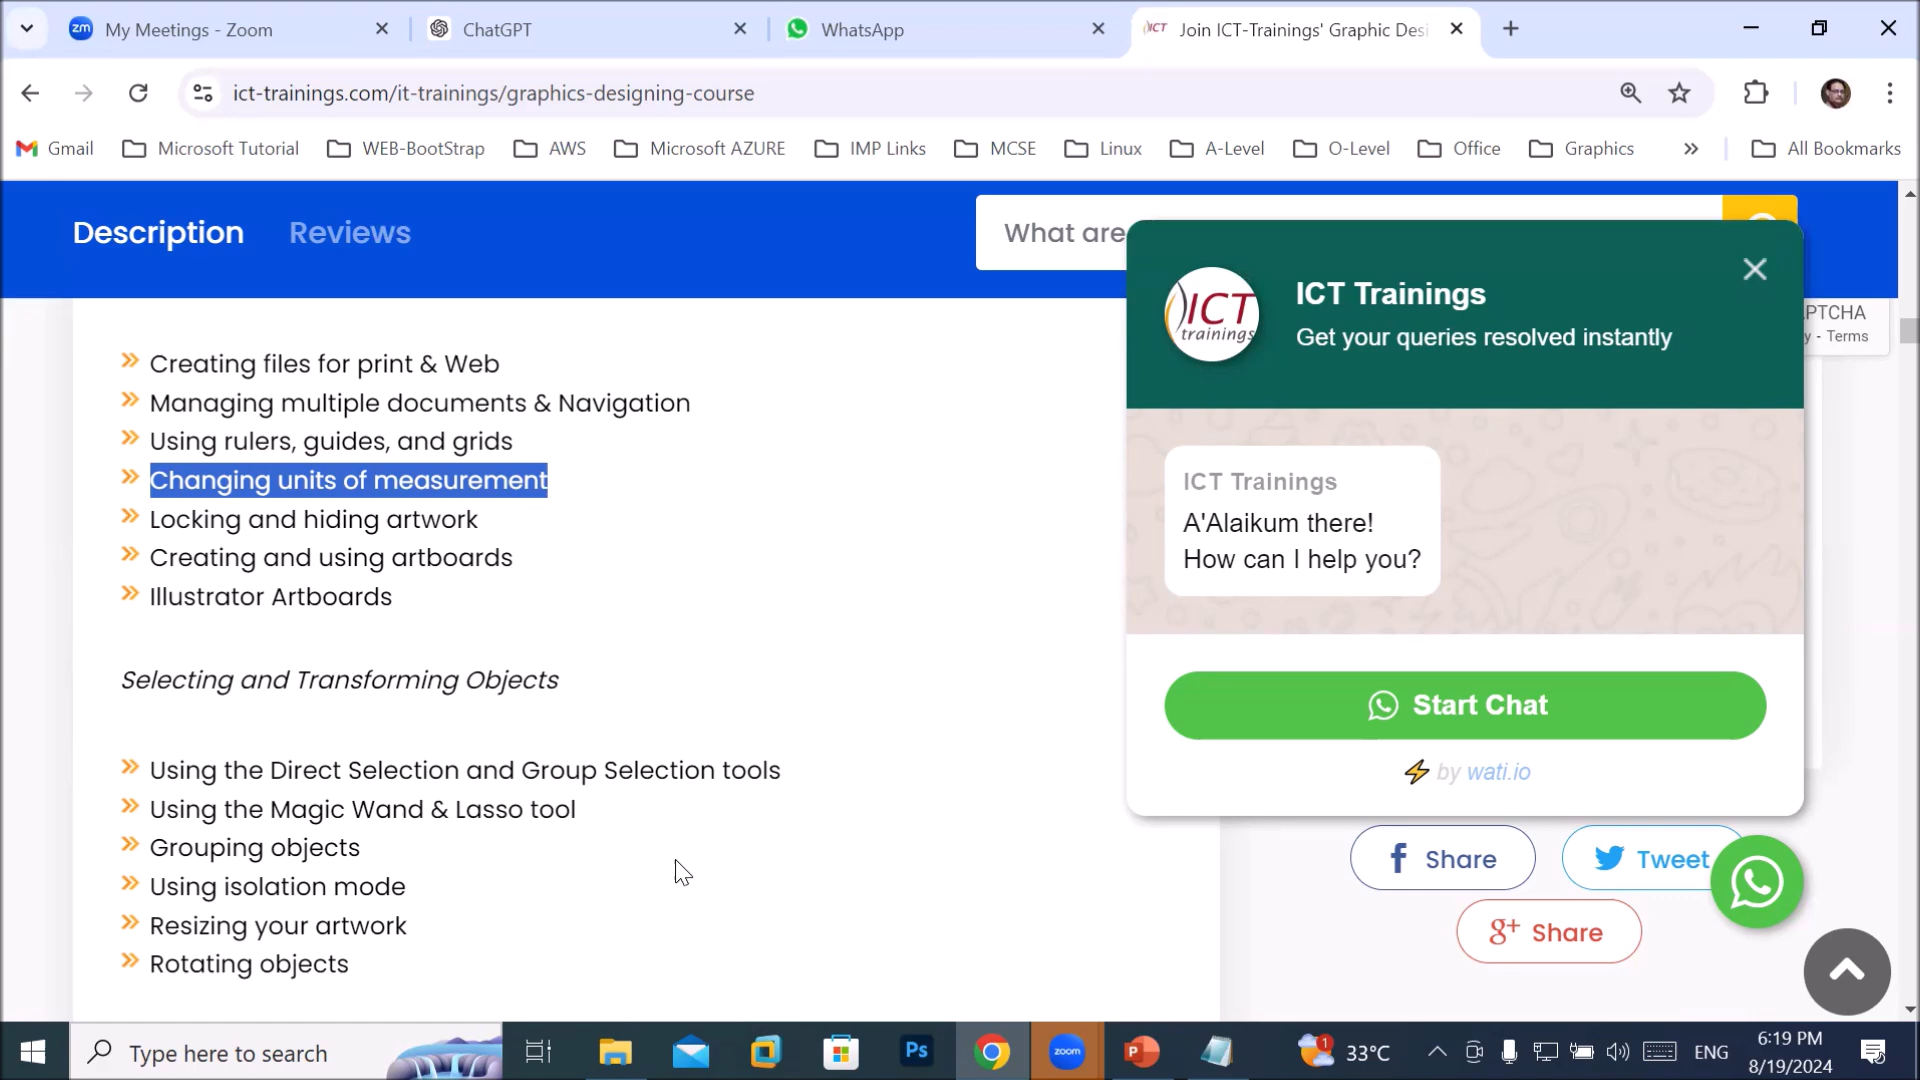 zm My Meetings - Zoom
ChatGPT
WhatsApp
ICT Join ICT-Trainings' Graphic Desi
ict-trainings.com/it-trainings/graphics-designing-course
Gmail
Microsoft Tutorial
WEB-BootStrap
AWS
Microsoft AZURE
IMP Links
MCSE
Linux
A-Level
O-Level
Office
Graphics
All Bookmarks
Description
Reviews
What are
ICT trainings
ICT Trainings
Get your queries resolved instantly
PTCHA
y - Terms
Creating files for print & Web
Managing multiple documents & Navigation
Using rulers, guides, and grids
Changing units of measurement
Locking and hiding artwork
Creating and using artboards
Illustrator Artboards
ICT Trainings
A'Alaikum there!
How can I help you?
Start Chat
by wati.io
Selecting and Transforming Objects
Using the Direct Selection and Group Selection tools
Using the Magic Wand & Lasso tool
Grouping objects
Using isolation mode
Resizing your artwork
Rotating objects
f Share
Tweet
g+ Share
Type here to search
Ps
zoom
P
1
33°C
ENG
6:19 PM
8/19/2024